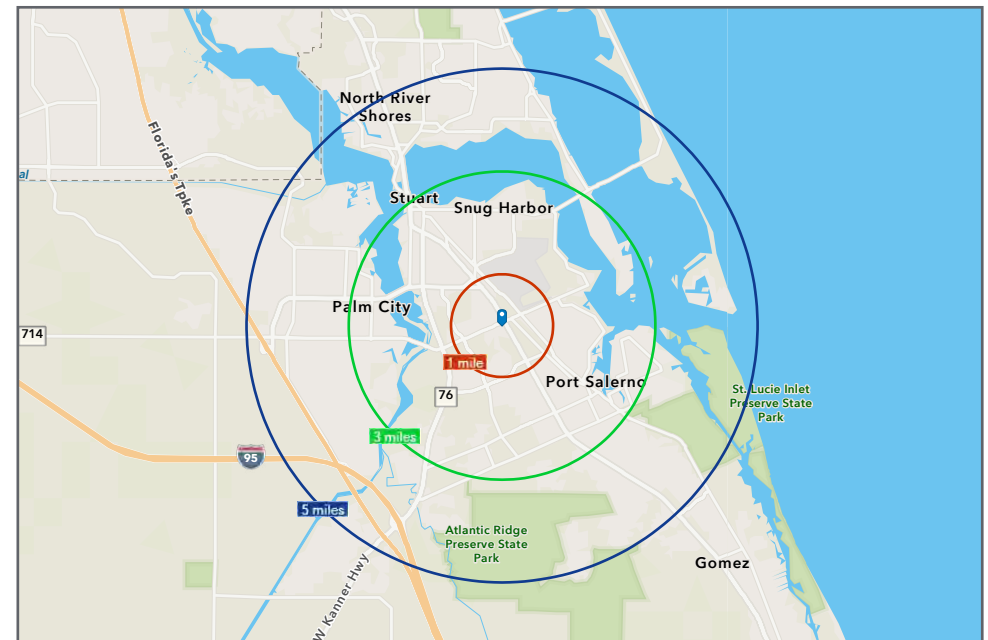 North River
Shores
Florida's Tpke
al
Stuart
Snug Harbor
Palm City
714
1 mile
Port Salerno
76
St. Lucie Inlet
Preserve State
Park
3 miles
95
5 miles
Atlantic Ridge
Preserve State
Park
Gomez
W Kanner Hwy